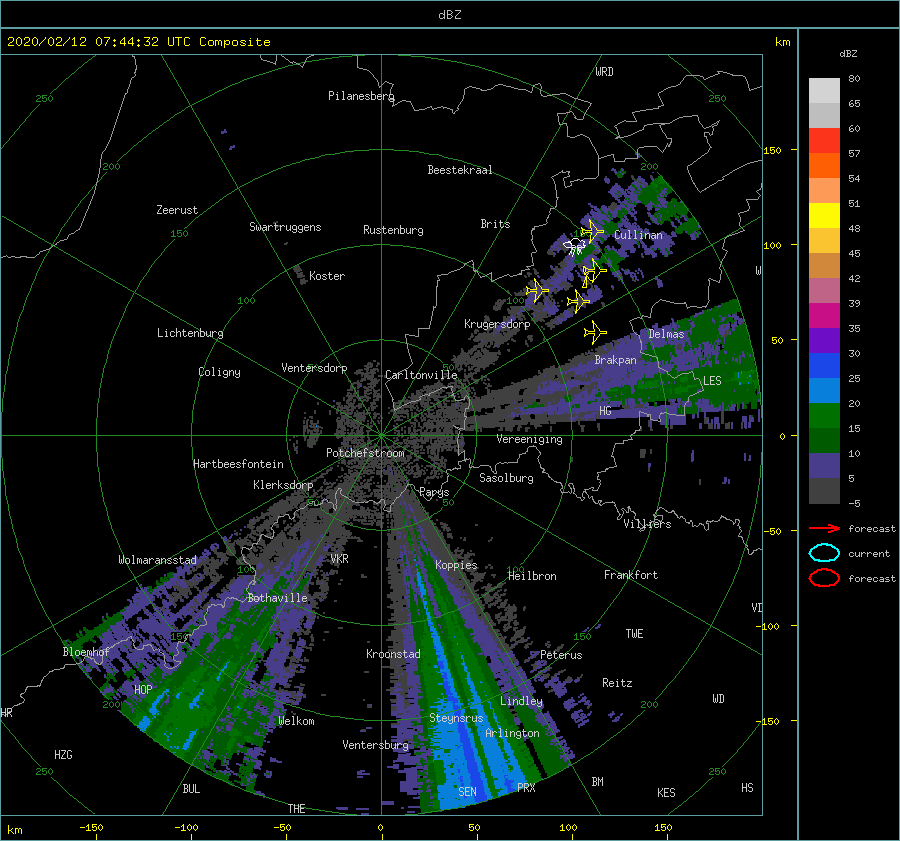 dBZ
2020/02/12 07:44:32 UTC Composite
km
dBZ
WRD
80
250
Pilanesberg
250
65
60
150
57
200
Beestekraal
200
54
Zeerust
51
Swartruggens
150
Rustenburg
Brits
Cullinan
48
100
Koster
W
45
100
100
42
39
Lichtenburg
Krugersdorp
Delmas
50
35
Coligny
Ventersdorp
Carltonville
50
Brakpan
30
LES
25
HG
20
Vereeniging
0
15
Potchefstroom
10
Hartbeesfontein
Sasolburg
5
Klerksdorp
Parys
50
50
-5
Villiers
-50
forecast
Wolmaransstad
VKR
Koppies
current
100
100
Heilbron
Frankfort
forecast
Bothaville
VD
-100
150
150
TWE
Bloemhof
Kroonstad
Peterus
HOP
Reitz
WD
HR
200
Lindley
200
Welkom
Steynsrus
-150
Arlington
Ventersburg
HZG
250
250
BUL
SEN
PRX
BM
KES
HS
THE
km
-150
-100
-50
0
50
100
150